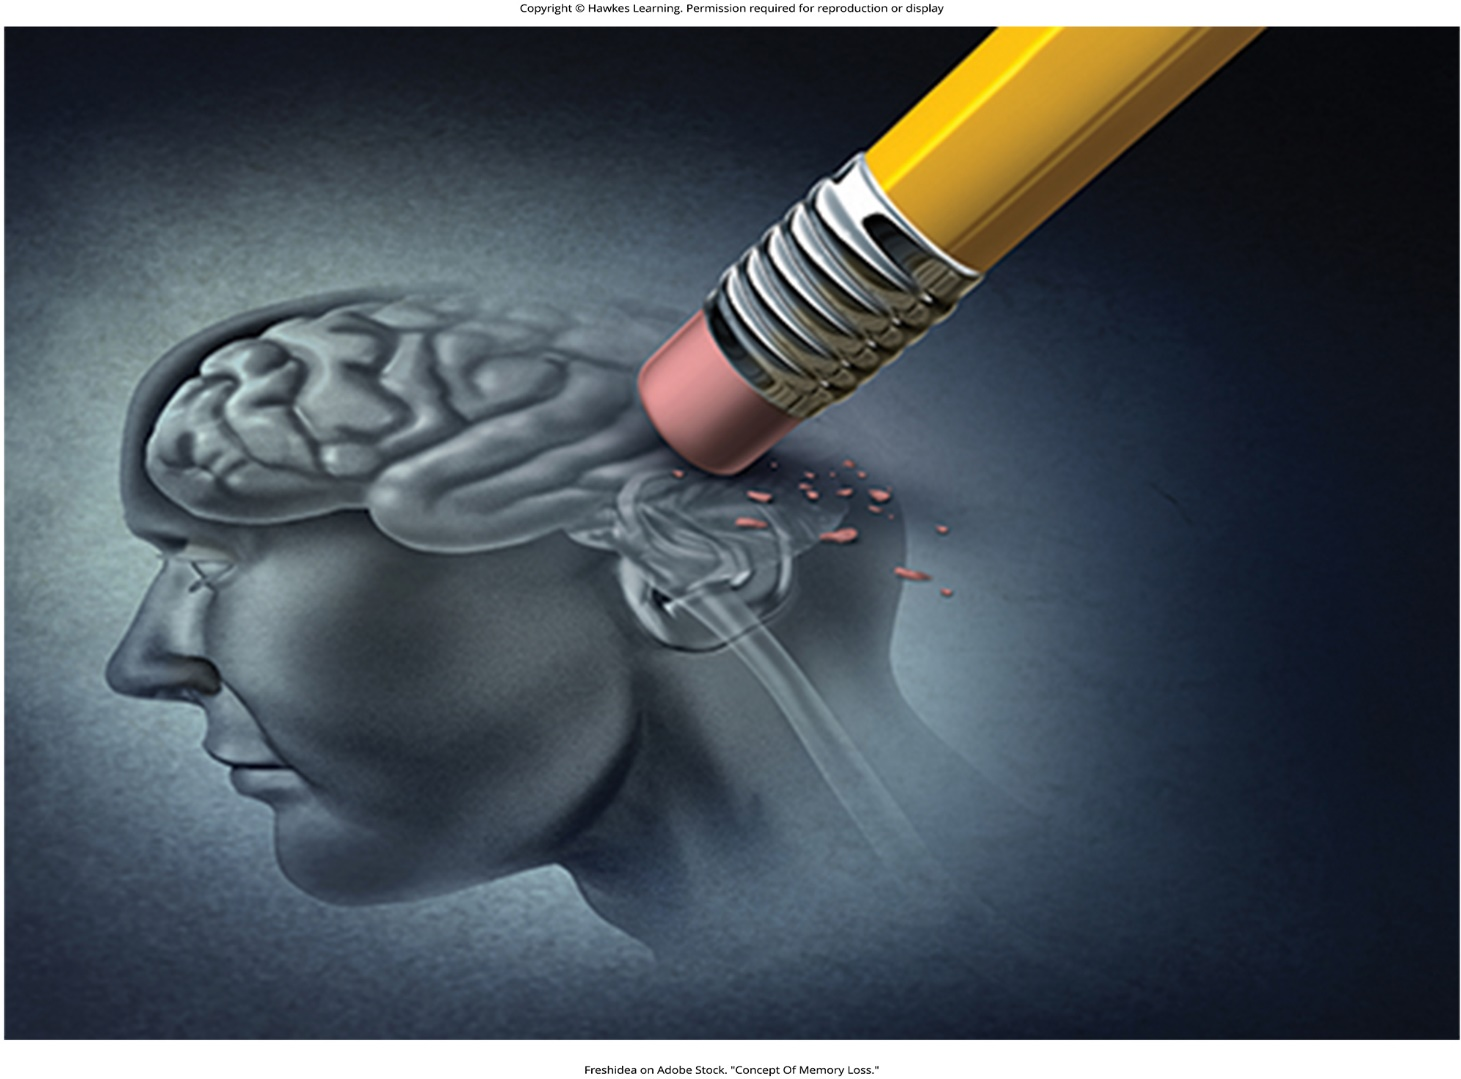 Copyright © Hawkes Learning. Permission required for reproduction or display
Freshidea on Adobe Stock. "Concept Of Memory Loss."